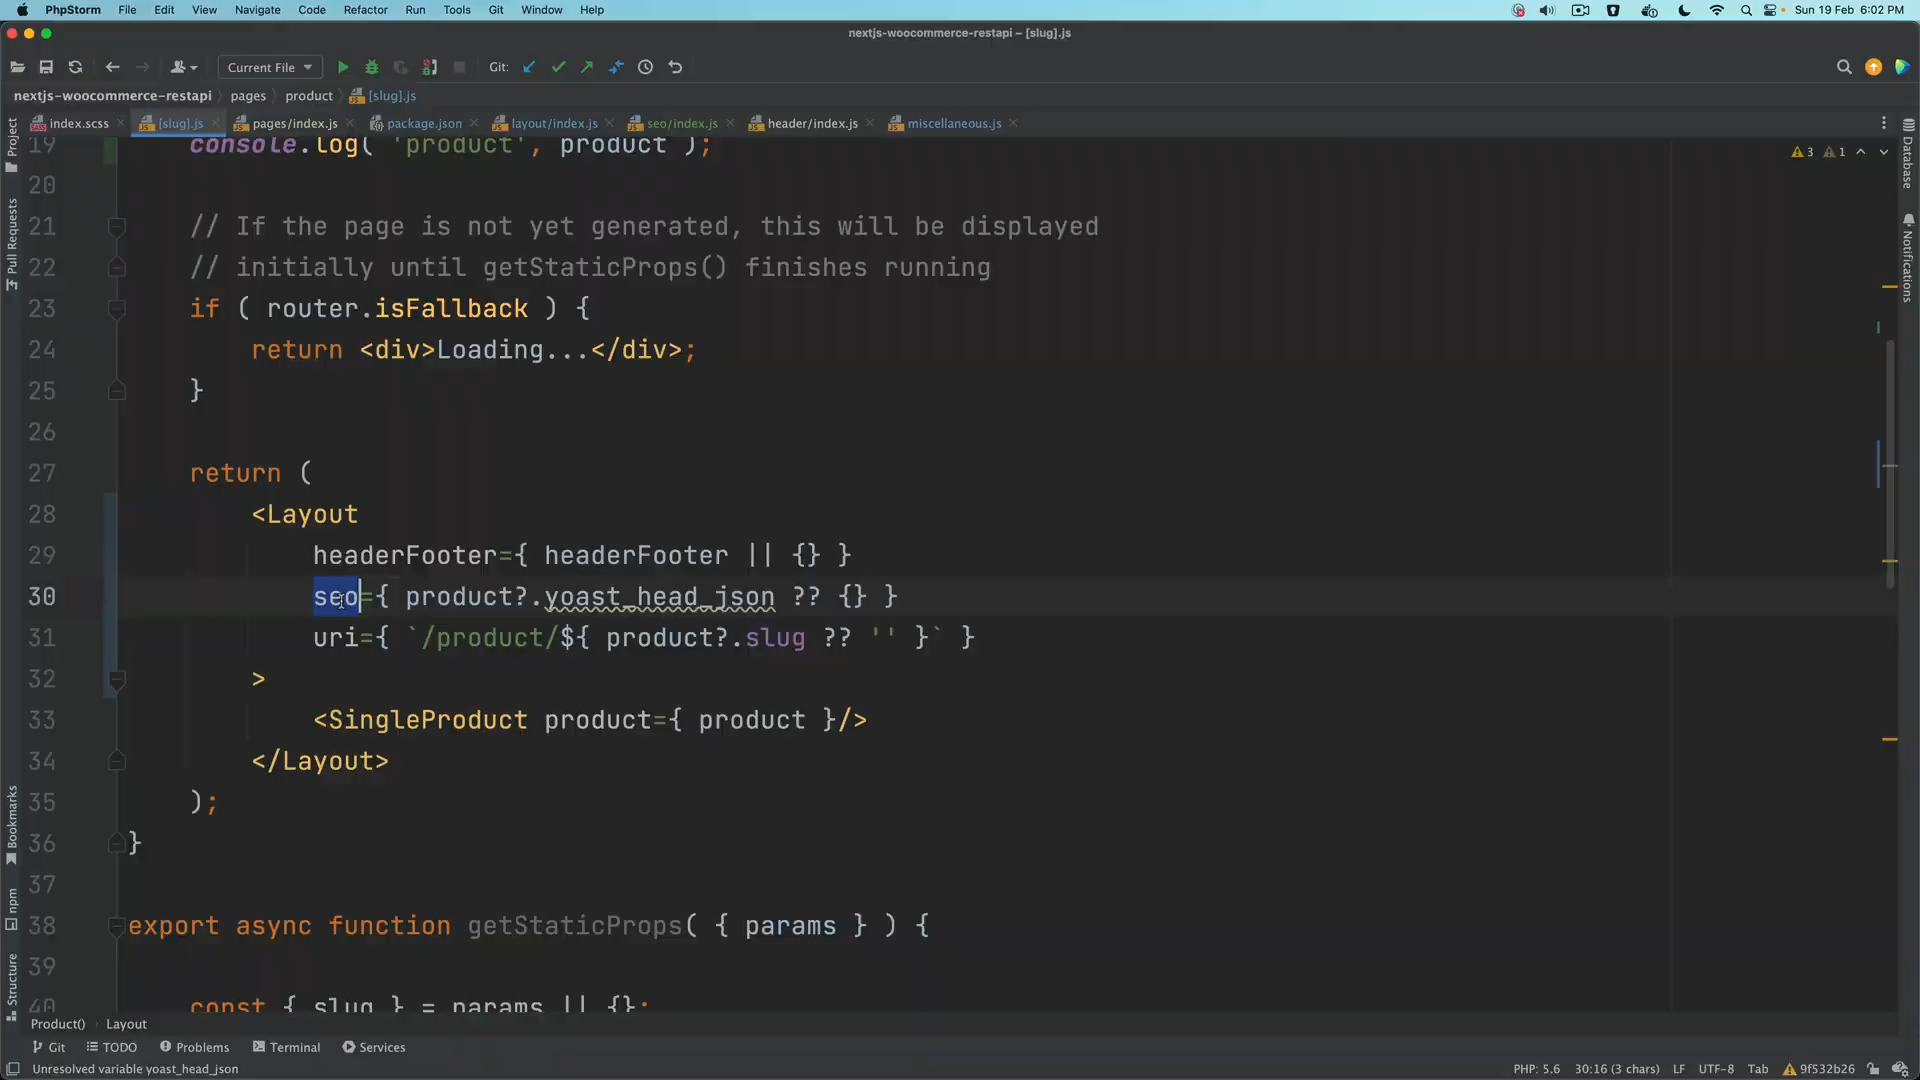 PhpStorm File Edit View Navigate Code Refactor Run Tools Git Window Help Sun 19 Feb 6:02 PM
nextjs-woocommerce-restapi – [slug].js
Current File Git:
nextjs-woocommerce-restapi pages product [slug].js
index.scss [slug].js pages/index.js package.json layout/index.js seo/index.js header/index.js miscellaneous.js
3 1
Project
Pull Requests
Bookmarks
npm
Structure
Database
Notifications
19 console.log( 'product', product );
20
21 // If the page is not yet generated, this will be displayed
22 // initially until getStaticProps() finishes running
23 if ( router.isFallback ) {
24 return <div>Loading...</div>;
25 }
26
27 return (
28 <Layout
29 headerFooter={ headerFooter || {} }
30 seo={ product?.yoast_head_json ?? {} }
31 uri={ `/product/${ product?.slug ?? '' }` }
32 >
33 <SingleProduct product={ product }/>
34 </Layout>
35 );
36 }
37
38 export async function getStaticProps( { params } ) {
39
40 const { slug } = params || {};
Product() Layout
Git TODO Problems Terminal Services
Unresolved variable yoast_head_json PHP: 5.6 30:16 (3 chars) LF UTF-8 Tab 9f532b26